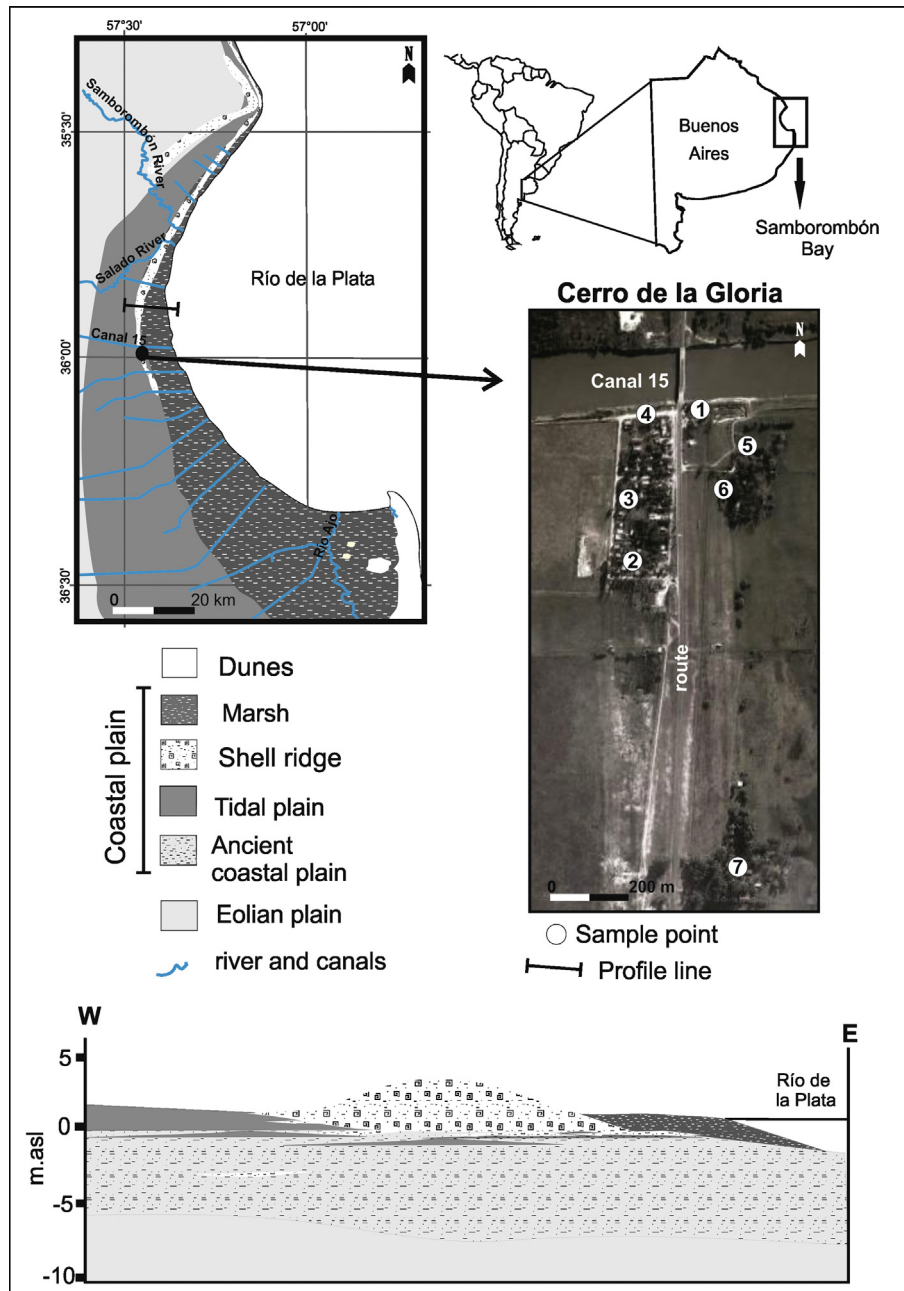 57°30'
57°00'
N
Samborombón River
35°30'
Salado River
Río de la Plata
Canal 15
36°00'
Río Ajo
36°30'
0 20 km
Buenos
Aires
Samborombón
Bay
Cerro de la Gloria
N
Canal 15
1
4
5
6
3
2
route
7
0 200 m
Sample point
Profile line
Coastal plain
Dunes
Marsh
Shell ridge
Tidal plain
Ancient
coastal plain
Eolian plain
river and canals
W
E
5
0
-5
-10
m.asl
Río de
la Plata